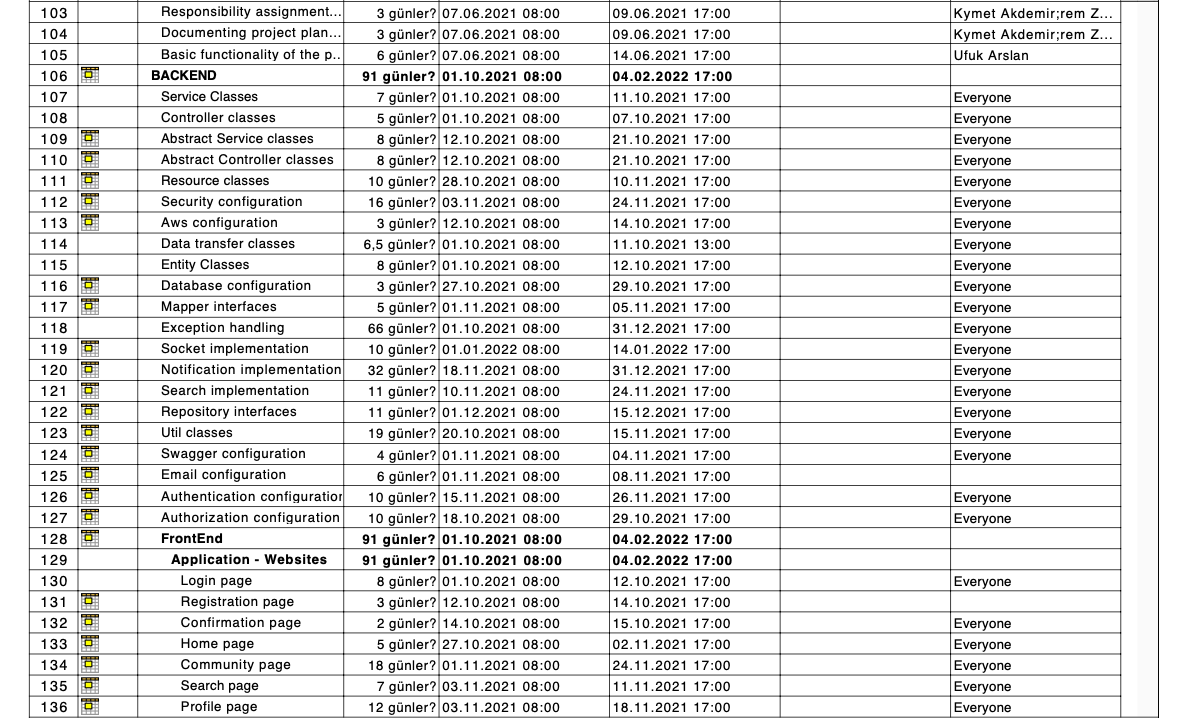 103 Responsibility assignment... 3 günler? 07.06.2021 08:00 09.06.2021 17:00 Kymet Akdemir;rem Z...
104 Documenting project plan... 3 günler? 07.06.2021 08:00 09.06.2021 17:00 Kymet Akdemir;rem Z...
105 Basic functionality of the p.. 6 günler? 07.06.2021 08:00 14.06.2021 17:00 Ufuk Arslan
106 BACKEND 91 günler? 01.10.2021 08:00 04.02.2022 17:00
107 Service Classes 7 günler? 01.10.2021 08:00 11.10.2021 17:00 Everyone
108 Controller classes 5 günler? 01.10.2021 08:00 07.10.2021 17:00 Everyone
109 Abstract Service classes 8 günler? 12.10.2021 08:00 21.10.2021 17:00 Everyone
110 Abstract Controller classes 8 günler? 12.10.2021 08:00 21.10.2021 17:00 Everyone
111 Resource classes 10 günler? 28.10.2021 08:00 10.11.2021 17:00 Everyone
112 Security configuration 16 günler? 03.11.2021 08:00 24.11.2021 17:00 Everyone
113 Aws configuration 3 günler? 12.10.2021 08:00 14.10.2021 17:00 Everyone
114 Data transfer classes 6,5 günler? 01.10.2021 08:00 11.10.2021 13:00 Everyone
115 Entity Classes 8 günler? 01.10.2021 08:00 12.10.2021 17:00 Everyone
116 Database configuration 3 günler? 27.10.2021 08:00 29.10.2021 17:00 Everyone
117 Mapper interfaces 5 günler? 01.11.2021 08:00 05.11.2021 17:00 Everyone
118 Exception handling 66 günler? 01.10.2021 08:00 31.12.2021 17:00 Everyone
119 Socket implementation 10 günler? 01.01.2022 08:00 14.01.2022 17:00 Everyone
120 Notification implementation 32 günler? 18.11.2021 08:00 31.12.2021 17:00 Everyone
121 Search implementation 11 günler? 10.11.2021 08:00 24.11.2021 17:00 Everyone
122 Repository interfaces 11 günler? 01.12.2021 08:00 15.12.2021 17:00 Everyone
123 Util classes 19 günler? 20.10.2021 08:00 15.11.2021 17:00 Everyone
124 Swagger configuration 4 günler? 01.11.2021 08:00 04.11.2021 17:00 Everyone
125 Email configuration 6 günler? 01.11.2021 08:00 08.11.2021 17:00
126 Authentication configuration 10 günler? 15.11.2021 08:00 26.11.2021 17:00 Everyone
127 Authorization configuration 10 günler? 18.10.2021 08:00 29.10.2021 17:00 Everyone
128 FrontEnd 91 günler? 01.10.2021 08:00 04.02.2022 17:00
129 Application - Websites 91 günler? 01.10.2021 08:00 04.02.2022 17:00
130 Login page 8 günler? 01.10.2021 08:00 12.10.2021 17:00 Everyone
131 Registration page 3 günler? 12.10.2021 08:00 14.10.2021 17:00
132 Confirmation page 2 günler? 14.10.2021 08:00 15.10.2021 17:00 Everyone
133 Home page 5 günler? 27.10.2021 08:00 02.11.2021 17:00 Everyone
134 Community page 18 günler? 01.11.2021 08:00 24.11.2021 17:00 Everyone
135 Search page 7 günler? 03.11.2021 08:00 11.11.2021 17:00 Everyone
136 Profile page 12 günler? 03.11.2021 08:00 18.11.2021 17:00 Everyone